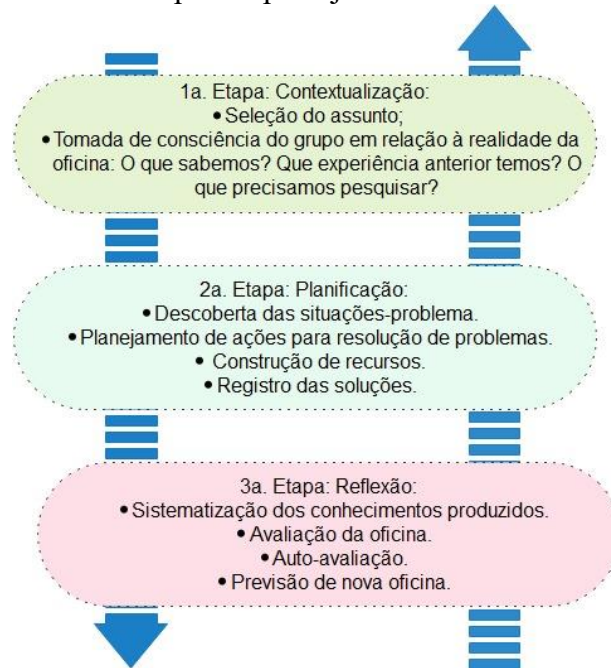 1a. Etapa: Contextualização:
• Seleção do assunto;
• Tomada de consciência do grupo em relação à realidade da
oficina: O que sabemos? Que experiência anterior temos? O
que precisamos pesquisar?
2a. Etapa: Planificação:
• Descoberta das situações-problema.
• Planejamento de ações para resolução de problemas.
• Construção de recursos.
• Registro das soluções.
3a. Etapa: Reflexão:
• Sistematização dos conhecimentos produzidos.
• Avaliação da oficina.
• Auto-avaliação.
• Previsão de nova oficina.